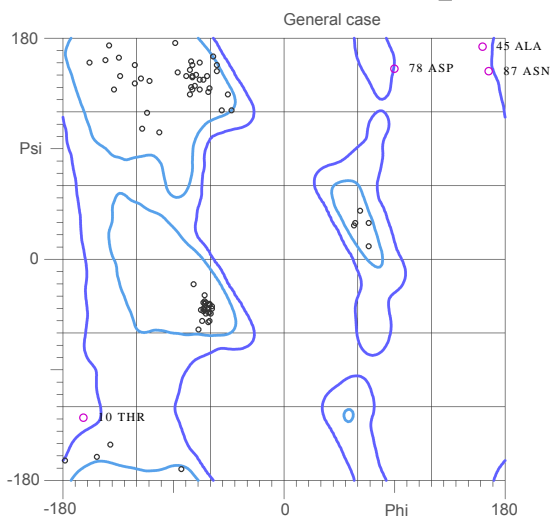 General case
180
45 ALA
78 ASP
87 ASN
Psi
0
10 THR
-180
-180 0 Phi 180